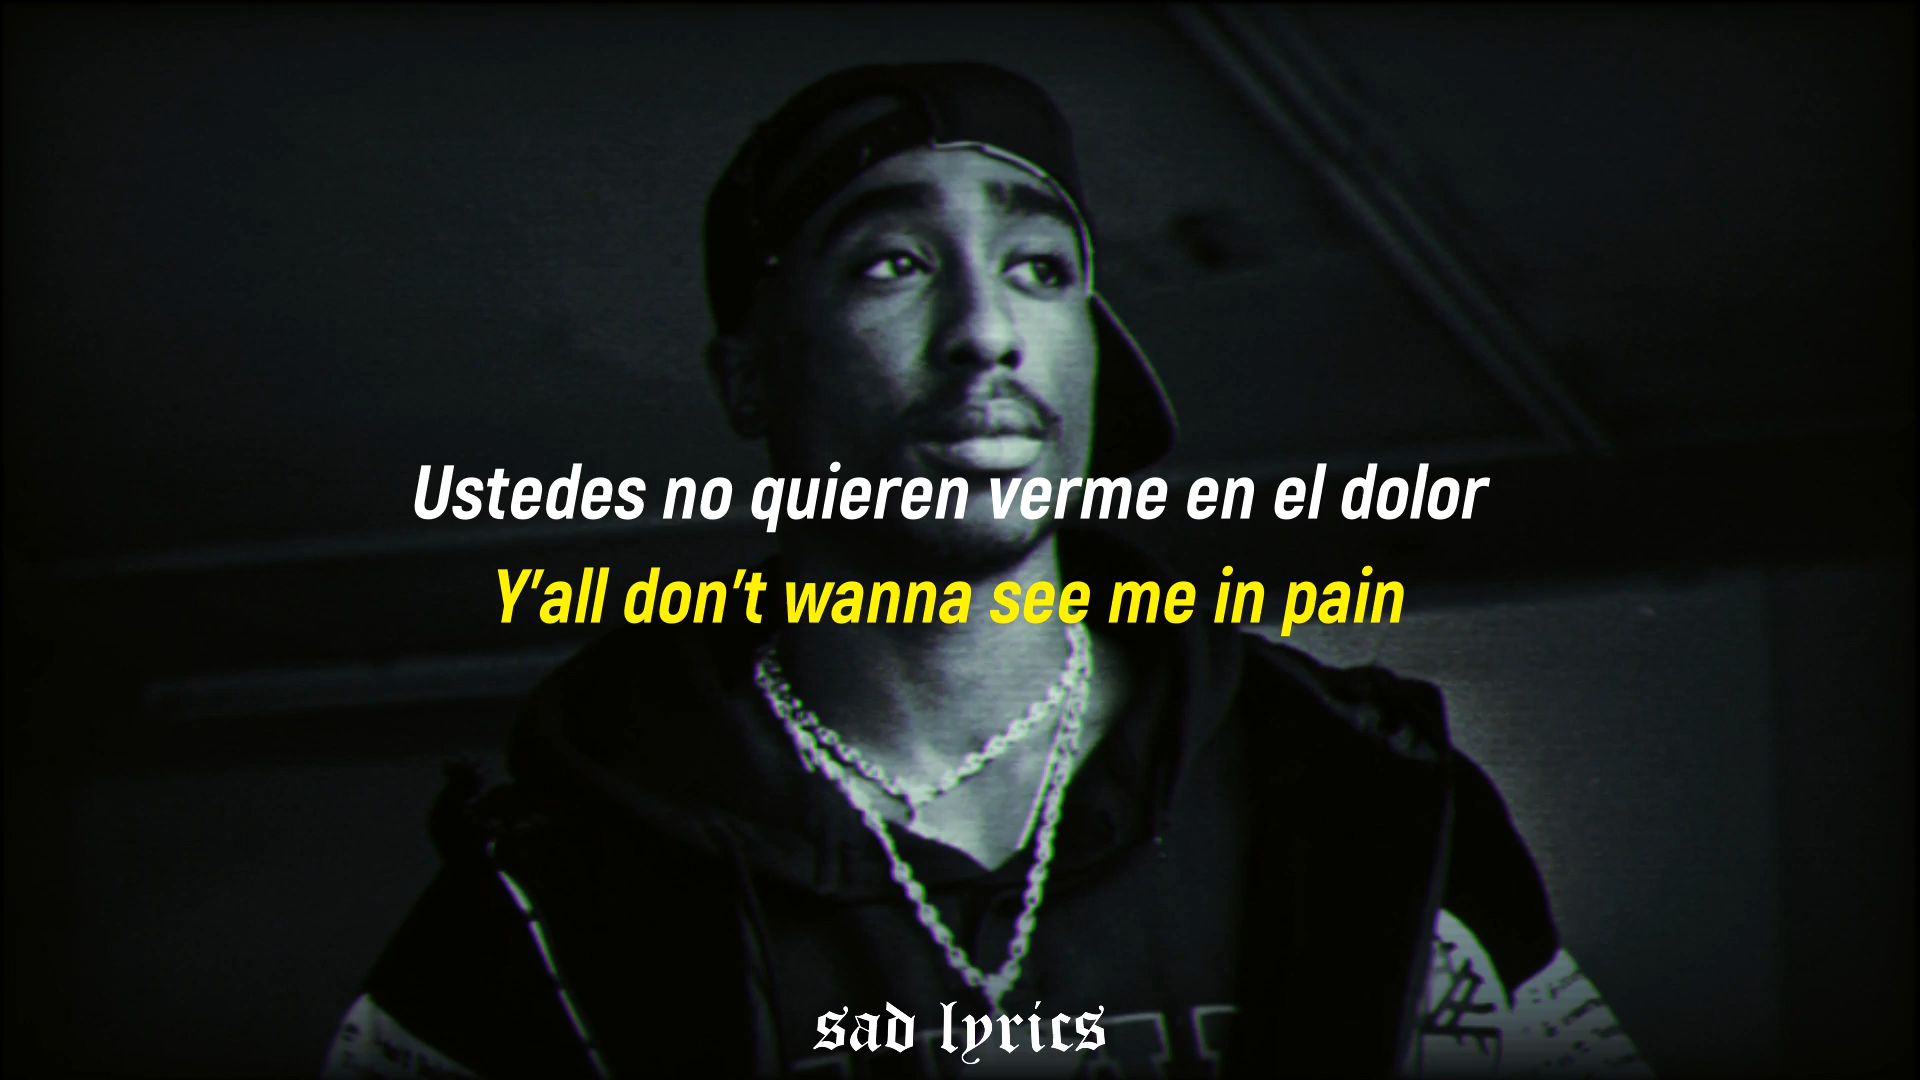 Ustedes no quieren verme en el dolor
Y'all don't wanna see me in pain
sad lyrics